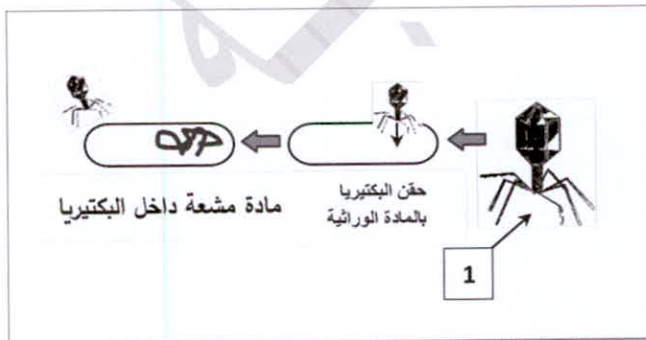 حقن البكتيريا
بالمادة الوراثية
مادة مشعة داخل البكتيريا
1